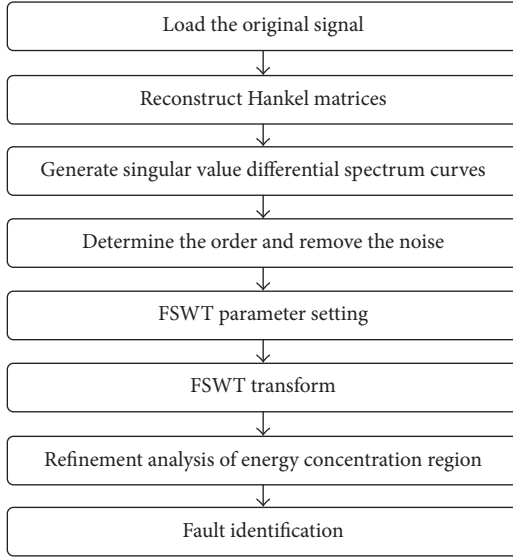 Load the original signal
Reconstruct Hankel matrices
Generate singular value differential spectrum curves
Determine the order and remove the noise
FSWT parameter setting
FSWT transform
Refinement analysis of energy concentration region
Fault identification